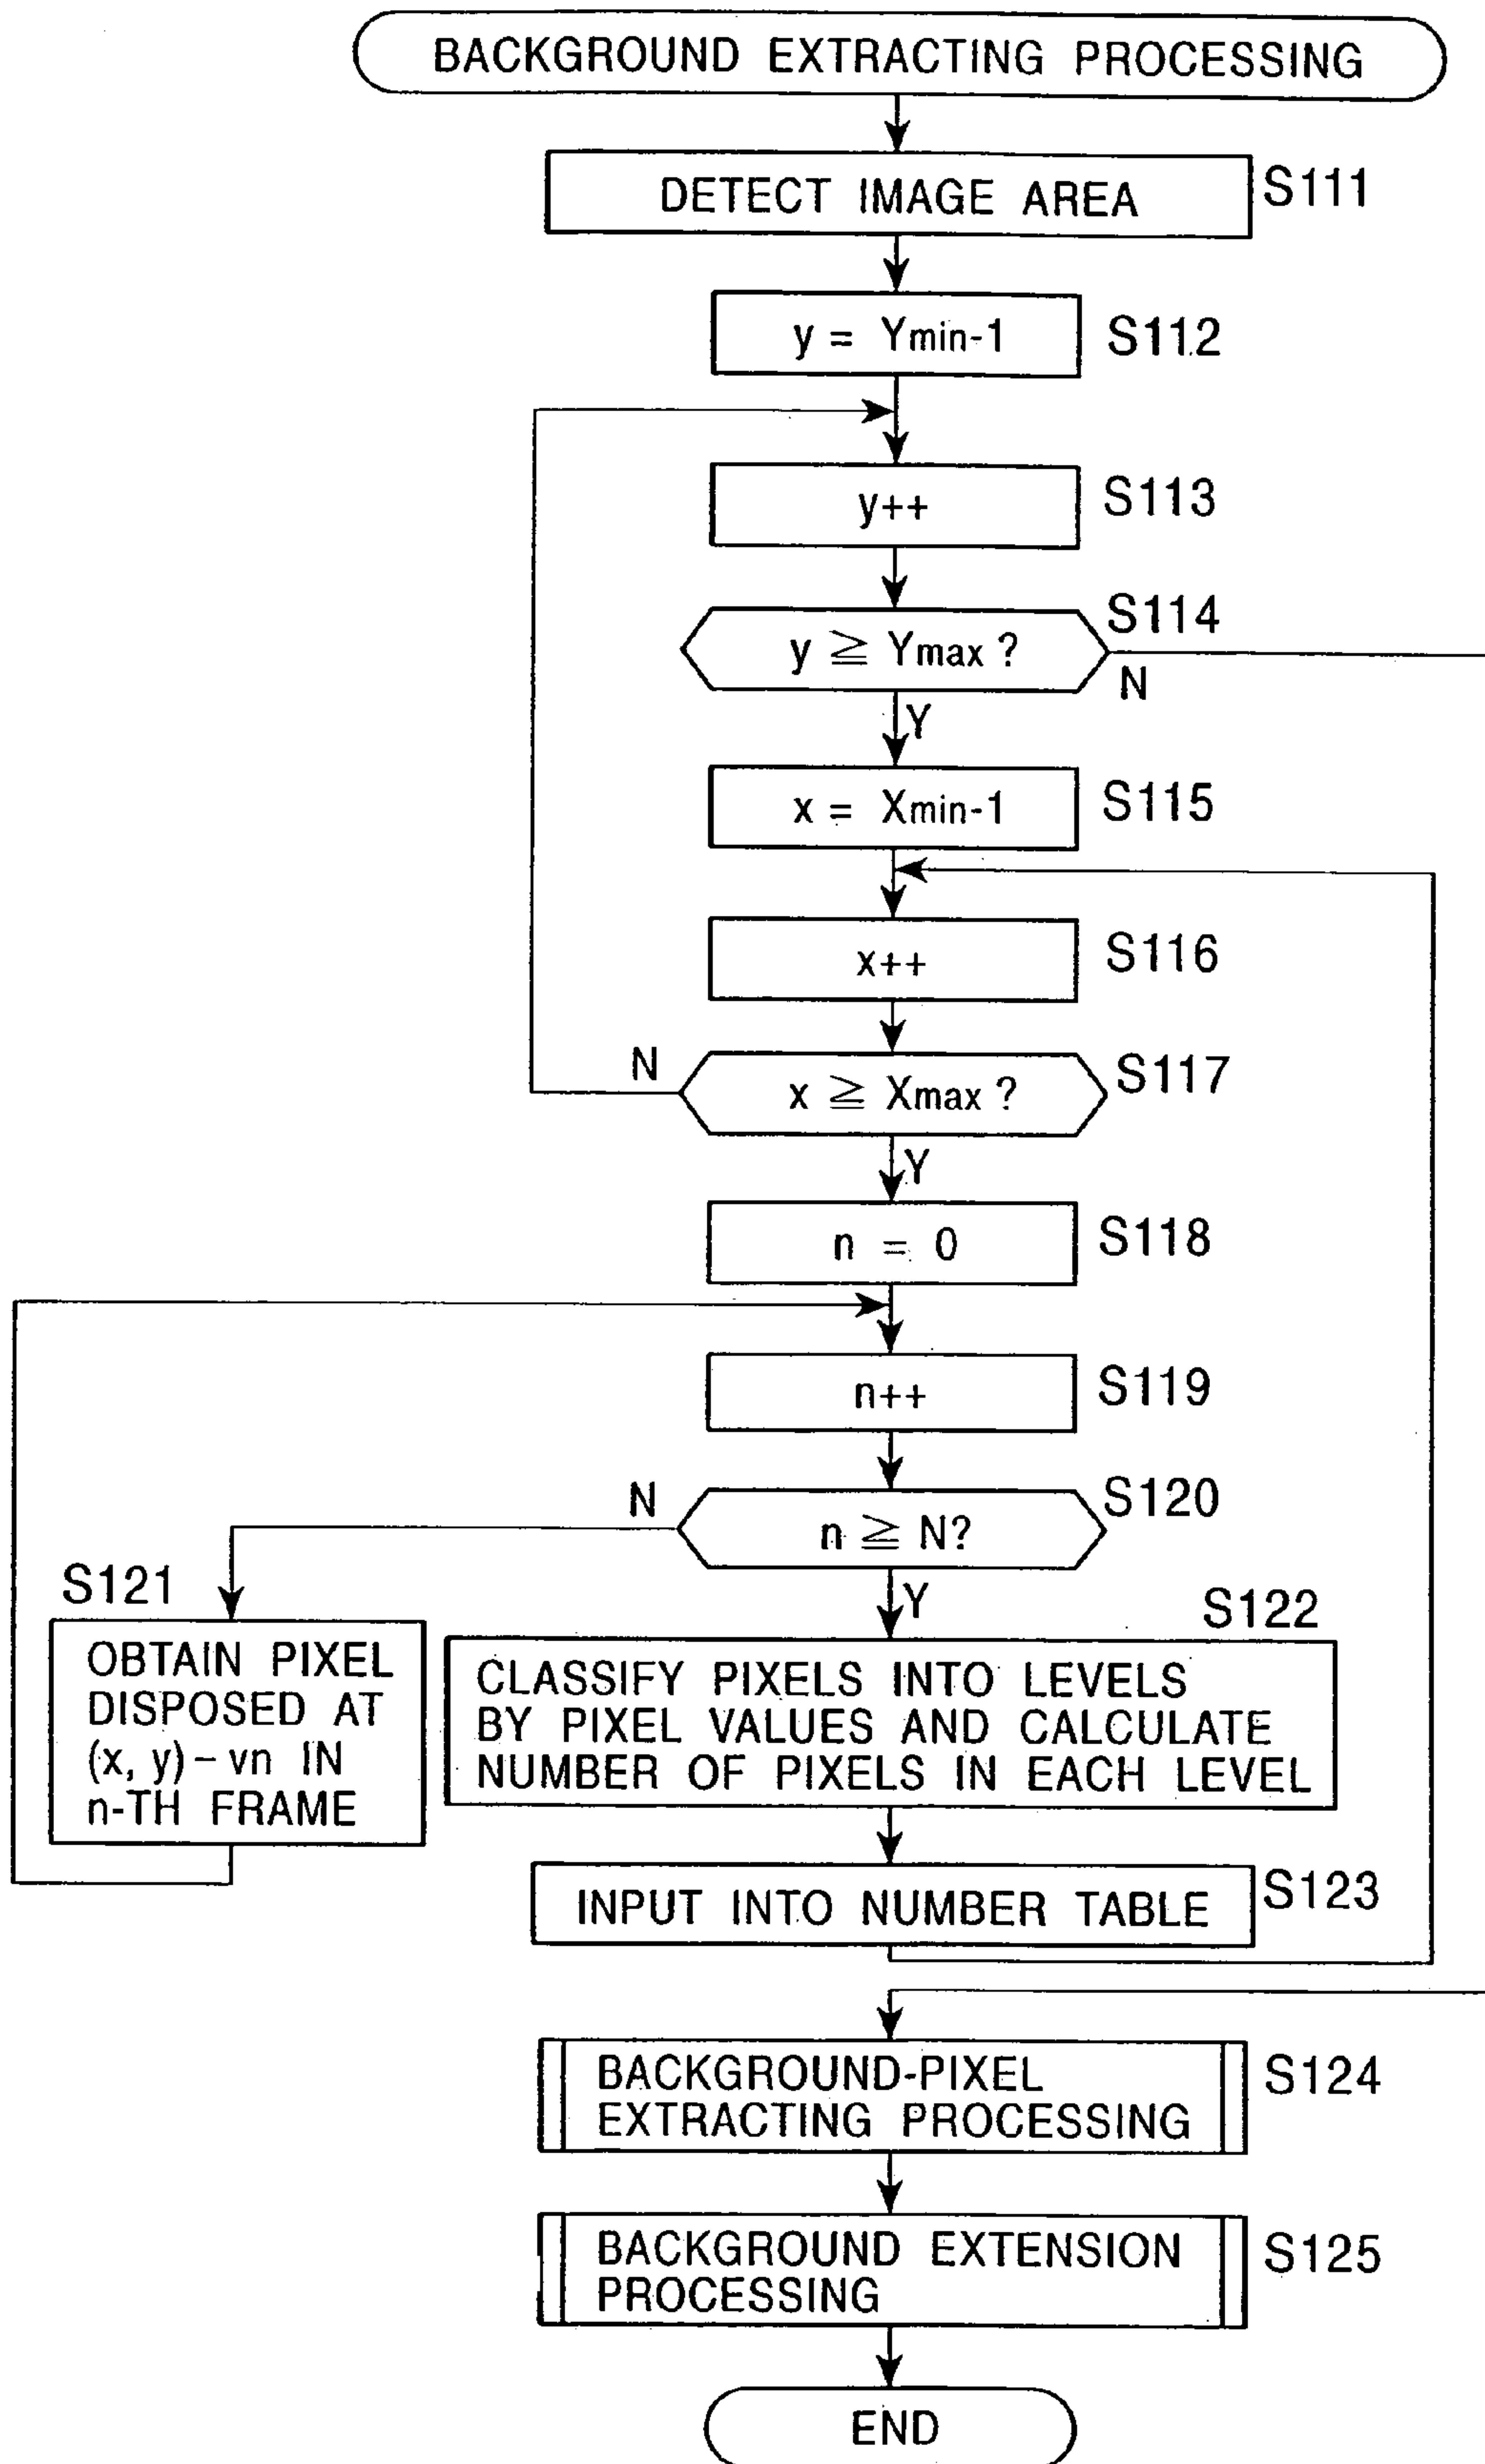 BACKGROUND EXTRACTING PROCESSING
DETECT IMAGE AREA
S111
y = Ymin-1
S112
y++
S113
S114
y ≧ Ymax ?
N
Y
x = Xmin-1
S115
x++
S116
N
x ≧ Xmax ?
S117
Y
n = 0
S118
n++
S119
N
n ≧ N?
S120
Y
S121
OBTAIN PIXEL
DISPOSED AT
(x, y) – vn IN
n-TH FRAME
S122
CLASSIFY PIXELS INTO LEVELS
BY PIXEL VALUES AND CALCULATE
NUMBER OF PIXELS IN EACH LEVEL
INPUT INTO NUMBER TABLE
S123
BACKGROUND-PIXEL
EXTRACTING PROCESSING
S124
BACKGROUND EXTENSION
PROCESSING
S125
END